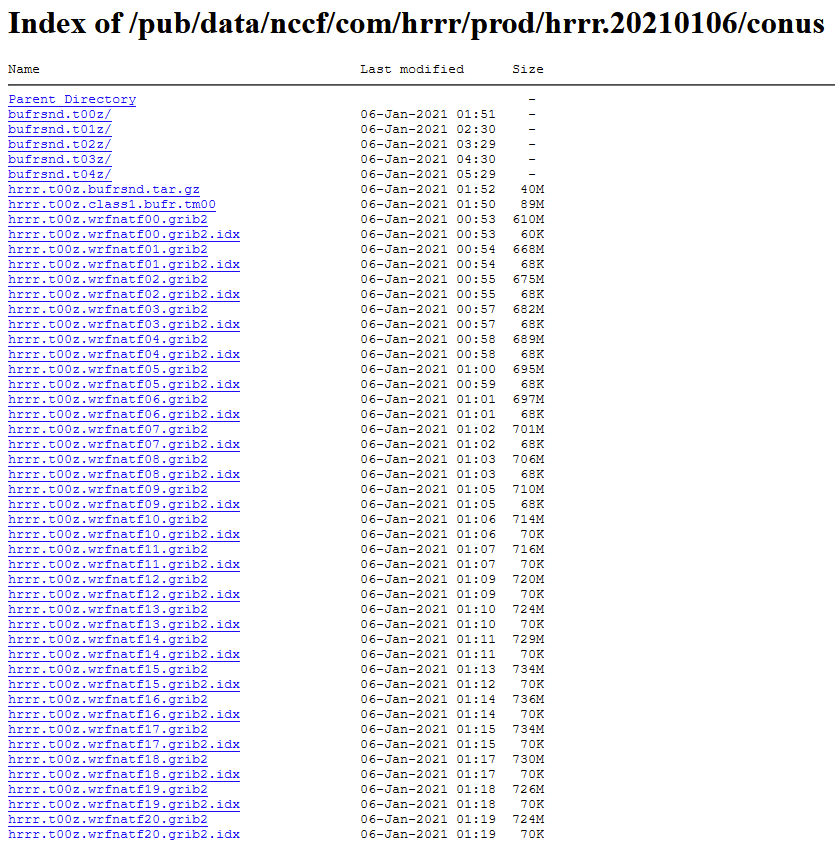 Index of /pub/data/nccf/com/hrrr/prod/hrrr.20210106/conus
Name Last modified Size
Parent Directory -
bufrsnd.t00z/ 06-Jan-2021 01:51 -
bufrsnd.t01z/ 06-Jan-2021 02:30 -
bufrsnd.t02z/ 06-Jan-2021 03:29 -
bufrsnd.t03z/ 06-Jan-2021 04:30 -
bufrsnd.t04z/ 06-Jan-2021 05:29 -
hrrr.t00z.bufrsnd.tar.gz 06-Jan-2021 01:52 40M
hrrr.t00z.class1.bufr.tm00 06-Jan-2021 01:50 89M
hrrr.t00z.wrfnatf00.grib2 06-Jan-2021 00:53 610M
hrrr.t00z.wrfnatf00.grib2.idx 06-Jan-2021 00:53 60K
hrrr.t00z.wrfnatf01.grib2 06-Jan-2021 00:54 668M
hrrr.t00z.wrfnatf01.grib2.idx 06-Jan-2021 00:54 68K
hrrr.t00z.wrfnatf02.grib2 06-Jan-2021 00:55 675M
hrrr.t00z.wrfnatf02.grib2.idx 06-Jan-2021 00:55 68K
hrrr.t00z.wrfnatf03.grib2 06-Jan-2021 00:57 682M
hrrr.t00z.wrfnatf03.grib2.idx 06-Jan-2021 00:57 68K
hrrr.t00z.wrfnatf04.grib2 06-Jan-2021 00:58 689M
hrrr.t00z.wrfnatf04.grib2.idx 06-Jan-2021 00:58 68K
hrrr.t00z.wrfnatf05.grib2 06-Jan-2021 01:00 695M
hrrr.t00z.wrfnatf05.grib2.idx 06-Jan-2021 00:59 68K
hrrr.t00z.wrfnatf06.grib2 06-Jan-2021 01:01 697M
hrrr.t00z.wrfnatf06.grib2.idx 06-Jan-2021 01:01 68K
hrrr.t00z.wrfnatf07.grib2 06-Jan-2021 01:02 701M
hrrr.t00z.wrfnatf07.grib2.idx 06-Jan-2021 01:02 68K
hrrr.t00z.wrfnatf08.grib2 06-Jan-2021 01:03 706M
hrrr.t00z.wrfnatf08.grib2.idx 06-Jan-2021 01:03 68K
hrrr.t00z.wrfnatf09.grib2 06-Jan-2021 01:05 710M
hrrr.t00z.wrfnatf09.grib2.idx 06-Jan-2021 01:05 68K
hrrr.t00z.wrfnatf10.grib2 06-Jan-2021 01:06 714M
hrrr.t00z.wrfnatf10.grib2.idx 06-Jan-2021 01:06 70K
hrrr.t00z.wrfnatf11.grib2 06-Jan-2021 01:07 716M
hrrr.t00z.wrfnatf11.grib2.idx 06-Jan-2021 01:07 70K
hrrr.t00z.wrfnatf12.grib2 06-Jan-2021 01:09 720M
hrrr.t00z.wrfnatf12.grib2.idx 06-Jan-2021 01:09 70K
hrrr.t00z.wrfnatf13.grib2 06-Jan-2021 01:10 724M
hrrr.t00z.wrfnatf13.grib2.idx 06-Jan-2021 01:10 70K
hrrr.t00z.wrfnatf14.grib2 06-Jan-2021 01:11 729M
hrrr.t00z.wrfnatf14.grib2.idx 06-Jan-2021 01:11 70K
hrrr.t00z.wrfnatf15.grib2 06-Jan-2021 01:13 734M
hrrr.t00z.wrfnatf15.grib2.idx 06-Jan-2021 01:12 70K
hrrr.t00z.wrfnatf16.grib2 06-Jan-2021 01:14 736M
hrrr.t00z.wrfnatf16.grib2.idx 06-Jan-2021 01:14 70K
hrrr.t00z.wrfnatf17.grib2 06-Jan-2021 01:15 734M
hrrr.t00z.wrfnatf17.grib2.idx 06-Jan-2021 01:15 70K
hrrr.t00z.wrfnatf18.grib2 06-Jan-2021 01:17 730M
hrrr.t00z.wrfnatf18.grib2.idx 06-Jan-2021 01:17 70K
hrrr.t00z.wrfnatf19.grib2 06-Jan-2021 01:18 726M
hrrr.t00z.wrfnatf19.grib2.idx 06-Jan-2021 01:18 70K
hrrr.t00z.wrfnatf20.grib2 06-Jan-2021 01:19 724M
hrrr.t00z.wrfnatf20.grib2.idx 06-Jan-2021 01:19 70K